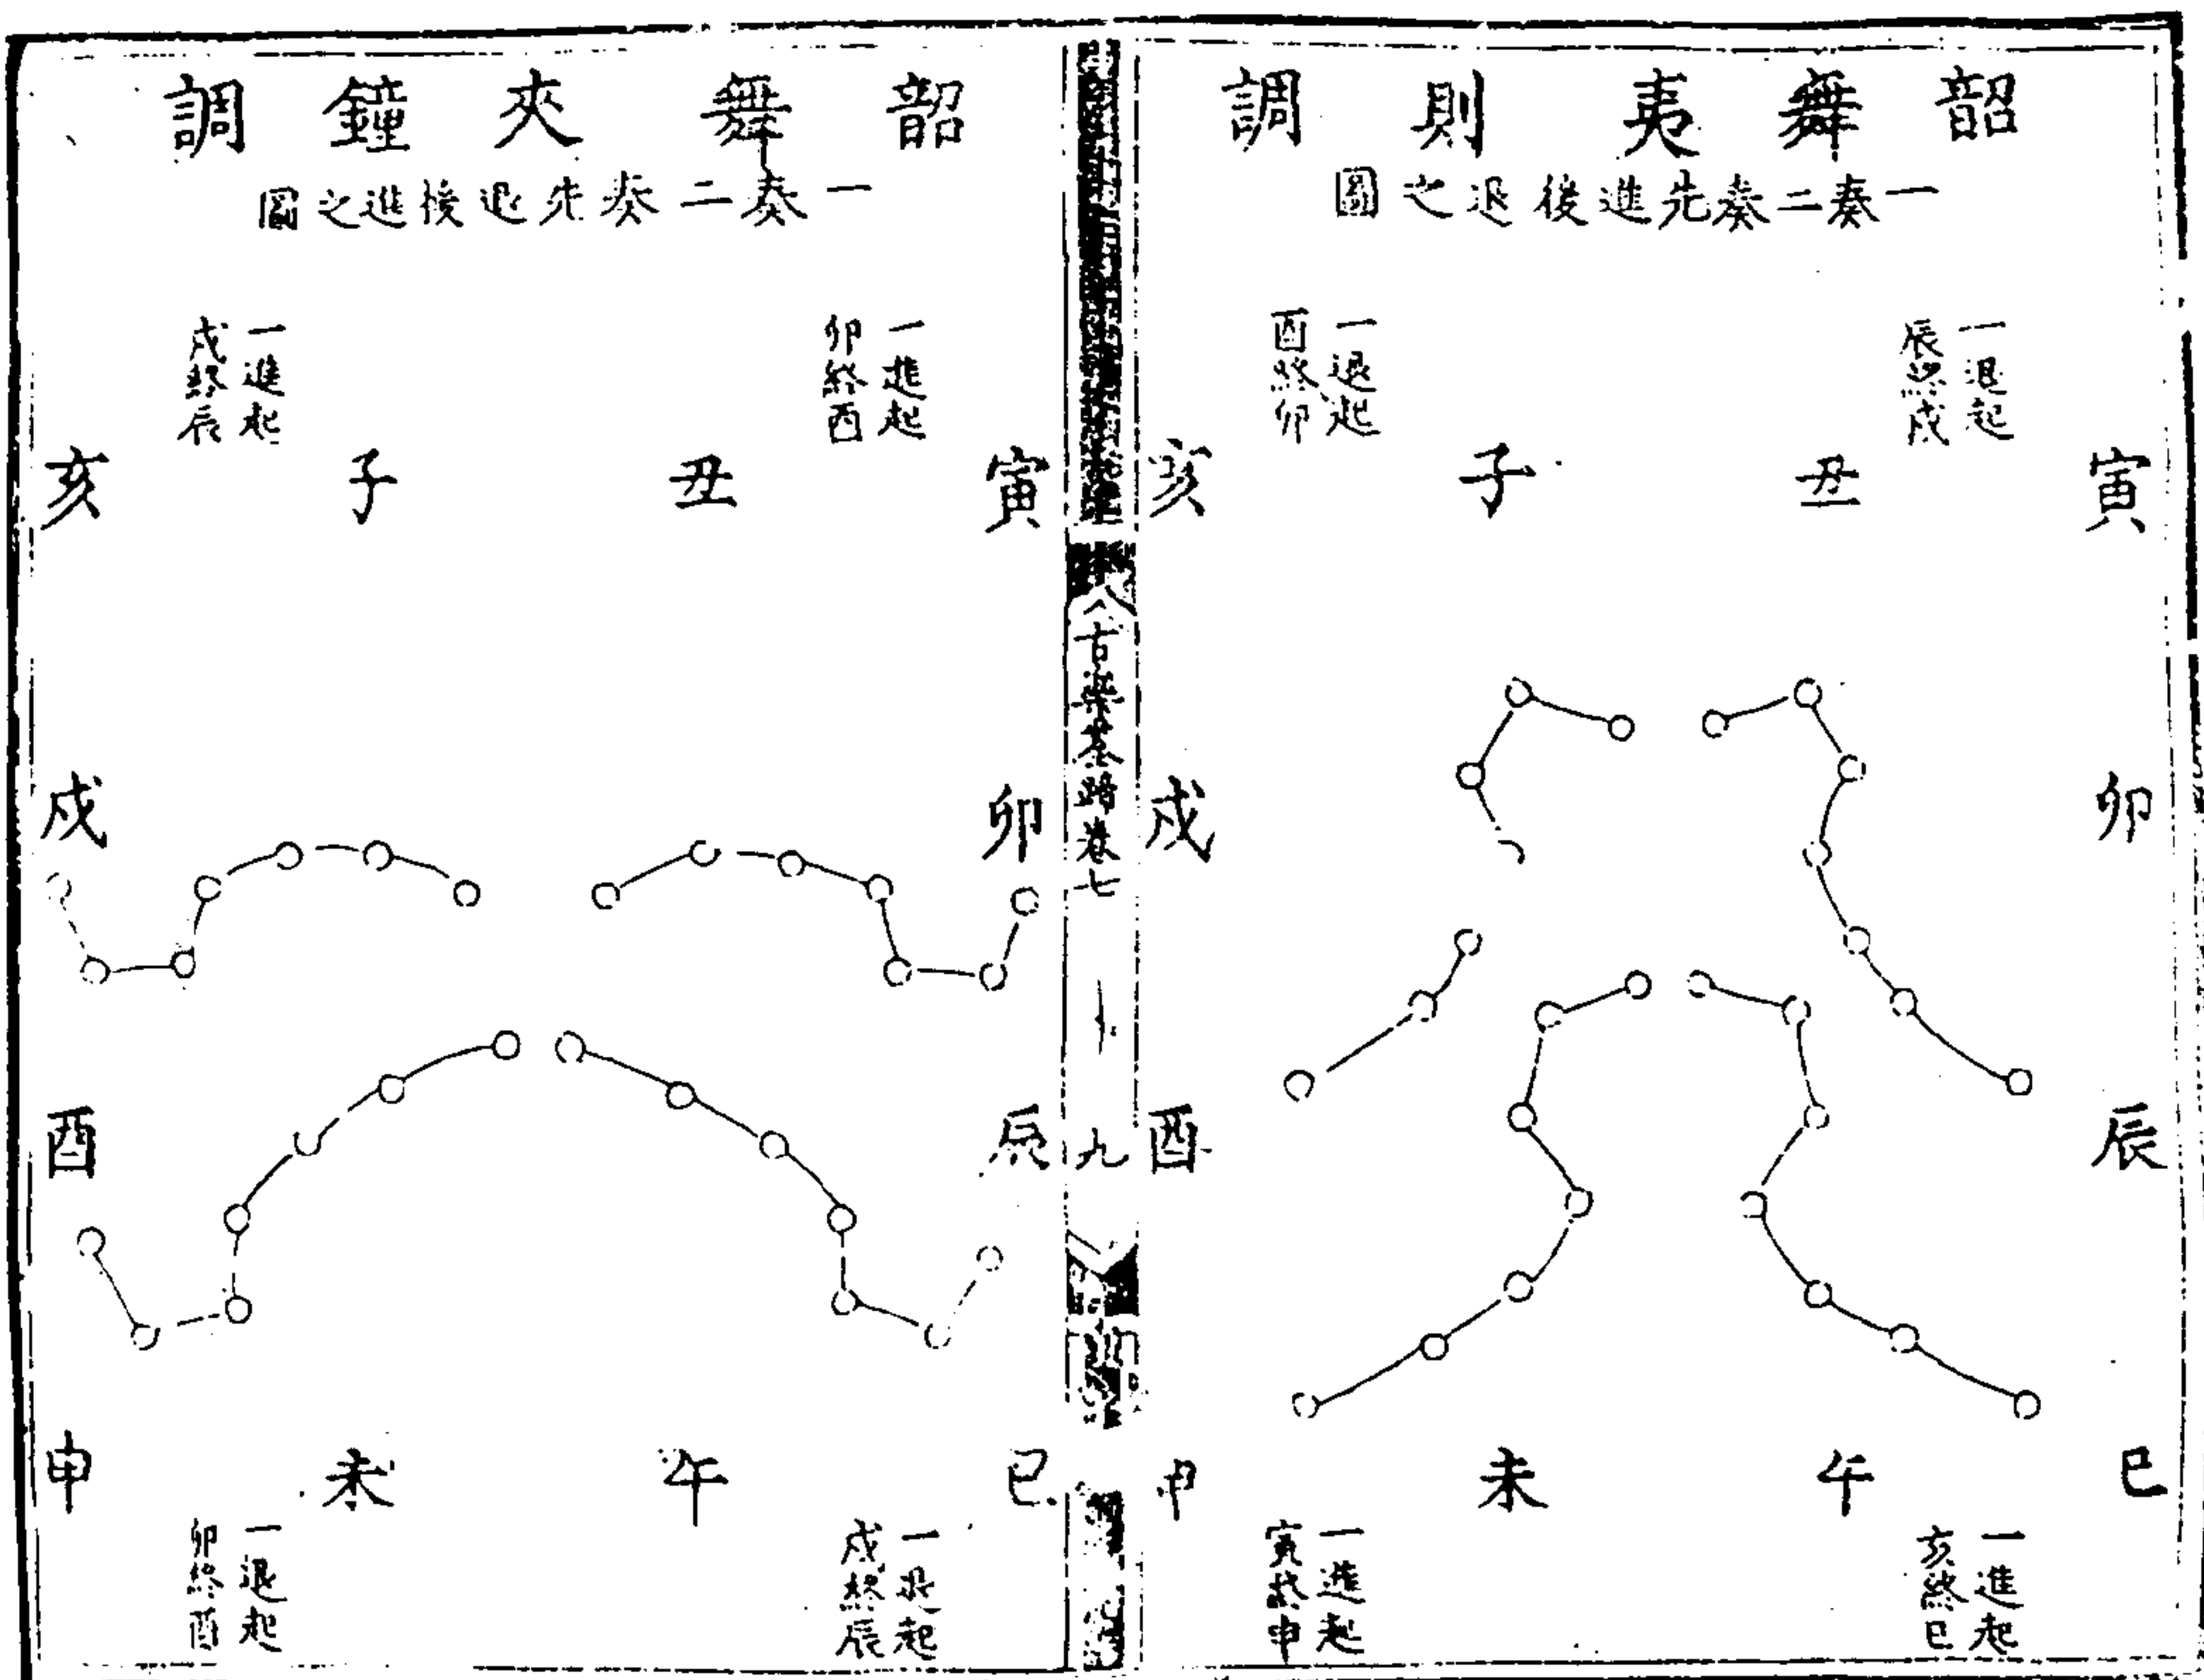 韶舞夷則調
一奏二奏先進後退之圖
一退起
辰終戌
一退起
酉終卯
寅
丑
子
亥
卯
戌
辰
酉
巳
午
未
申
一進起
亥終巳
一進起
寅終申
古樂筌蹄卷七
九
韶舞夾鐘調
一奏二奏先退後進之圖
一進起
卯終酉
一進起
戌終辰
寅
丑
子
亥
卯
戌
辰
酉
巳
午
未
申
一退起
戌終辰
一退起
卯終酉